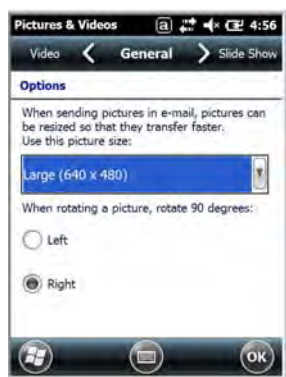 Pictures & Videos a 4:56
Video General Slide Show
Options
When sending pictures in e-mail, pictures can
be resized so that they transfer faster.
Use this picture size:
Large (640 x 480)
When rotating a picture, rotate 90 degrees:
Left
Right
OK